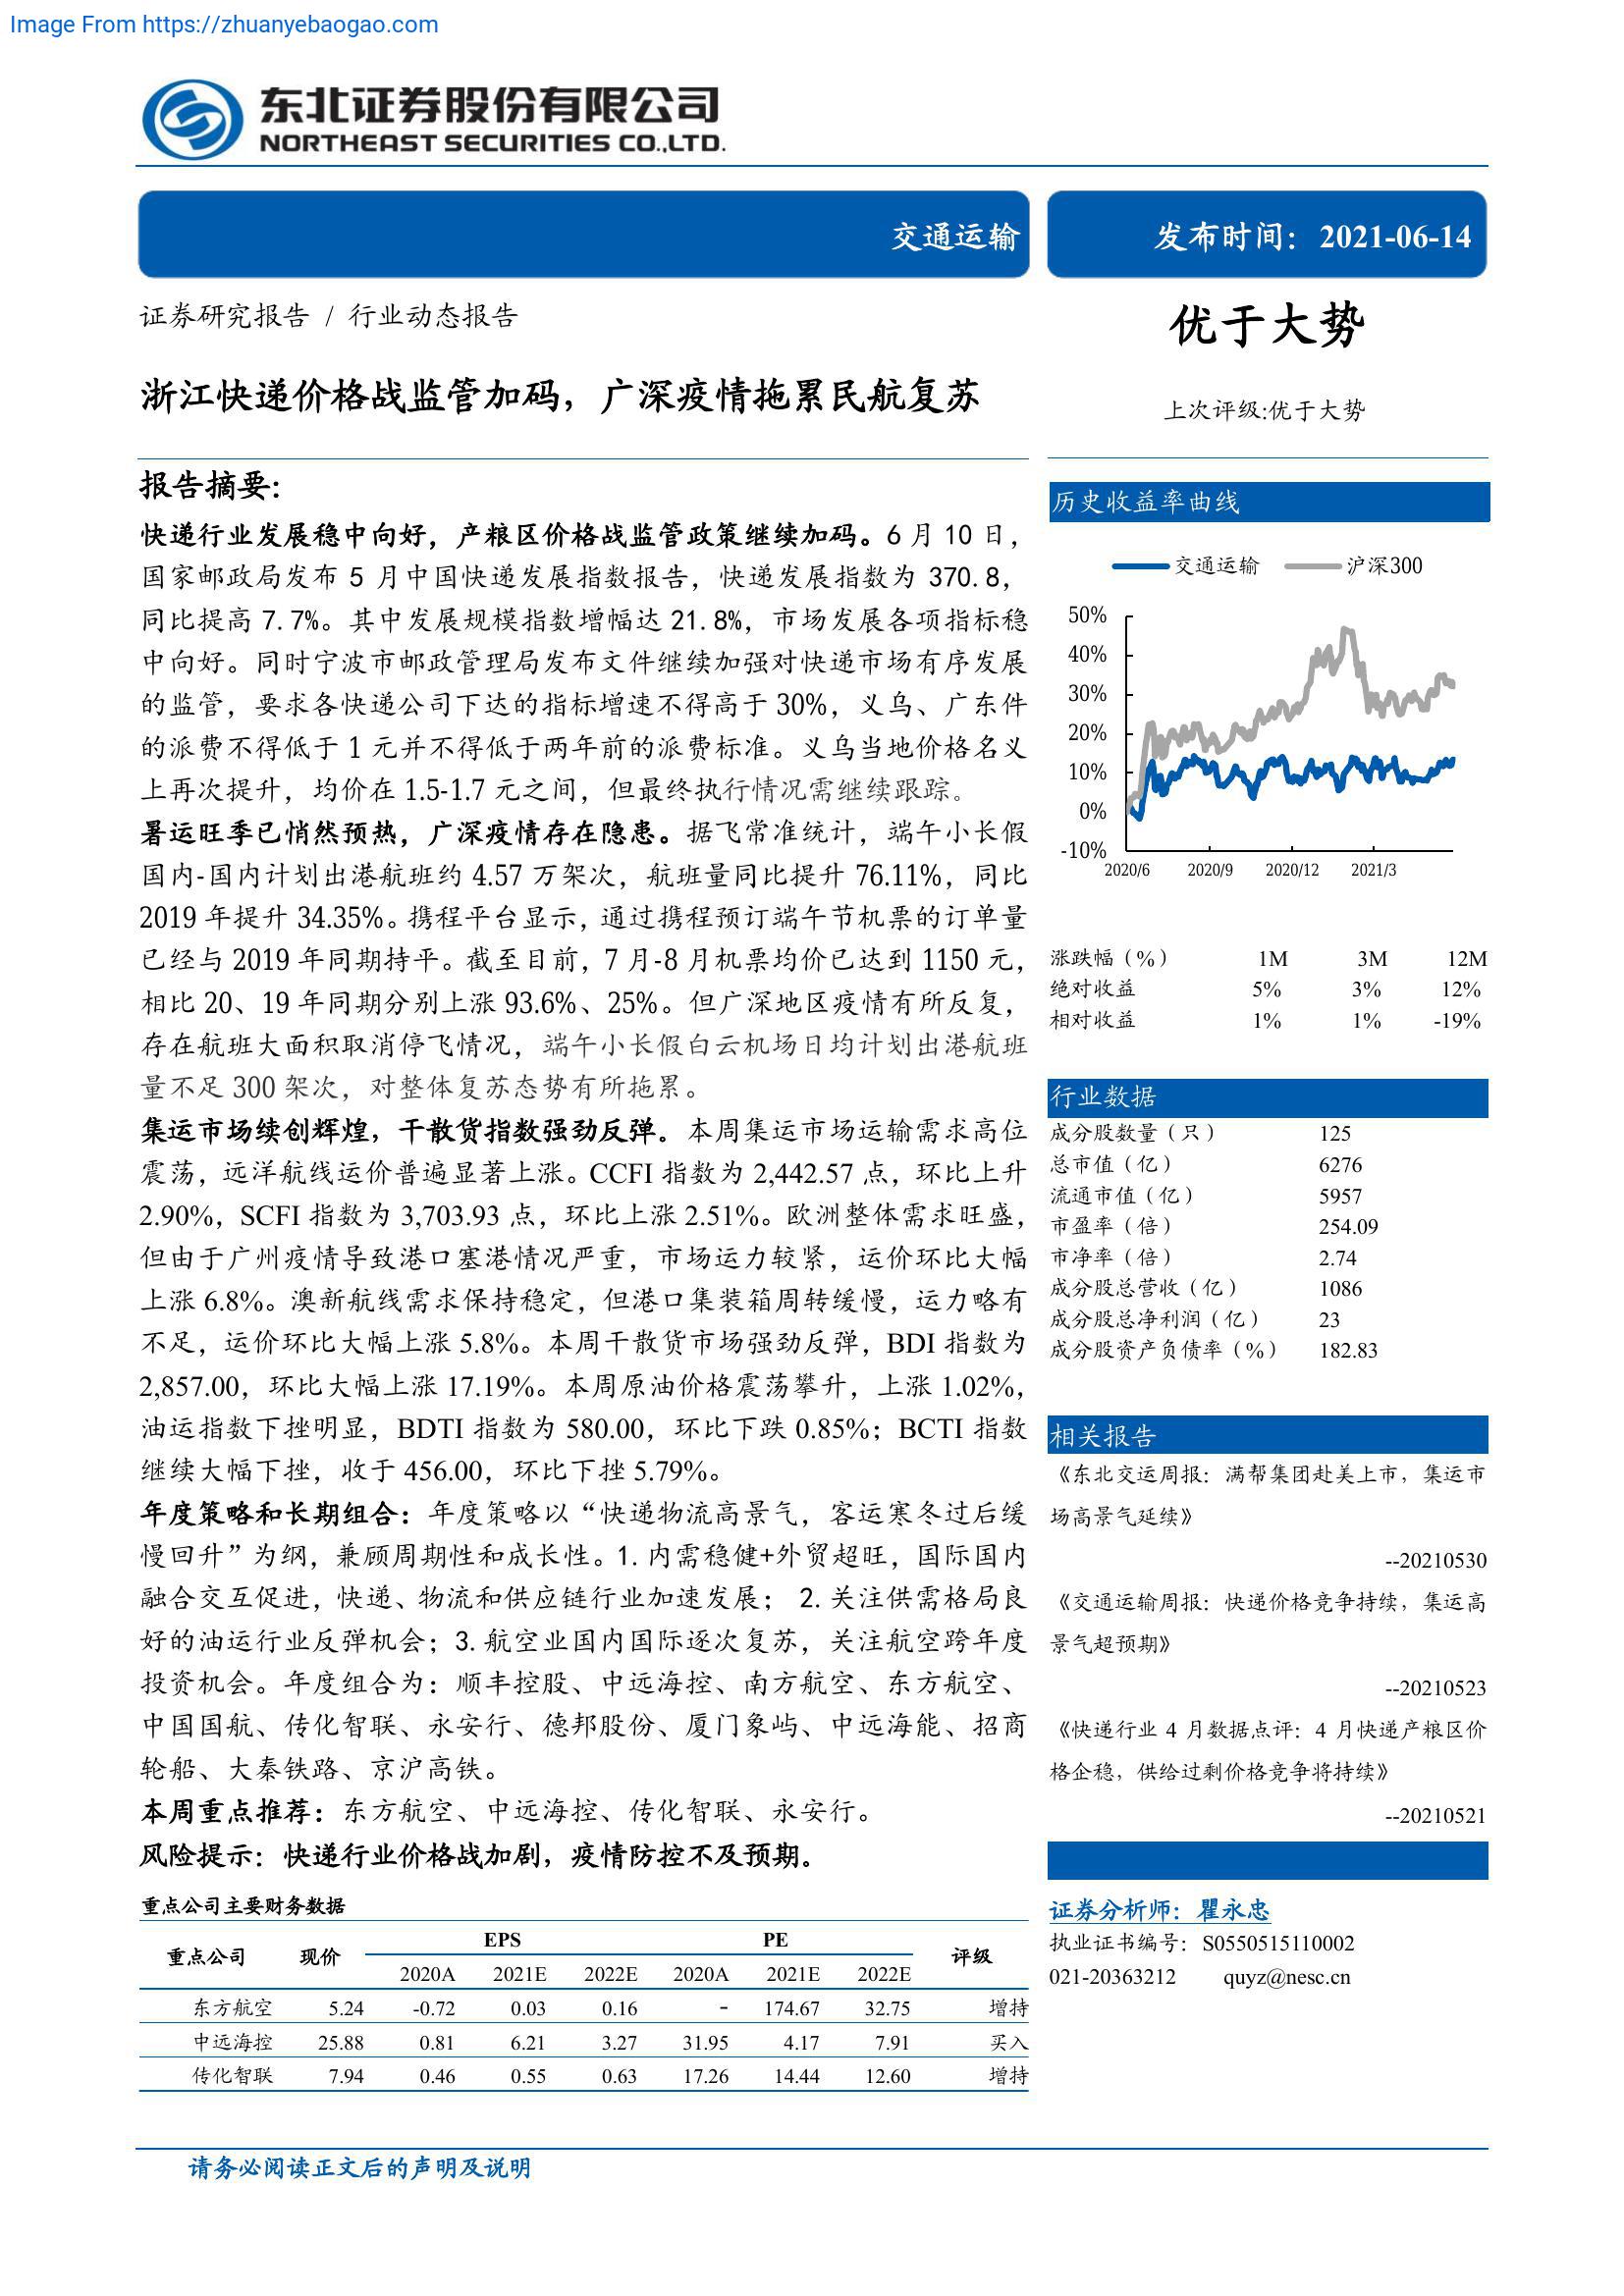 Image From https://zhuanyebaogao.com
东北证券股份有限公司
NORTHEAST SECURITIES CO.,LTD.
交通运输
发布时间：2021-06-14
证券研究报告 / 行业动态报告
优于大势
浙江快递价格战监管加码，广深疫情拖累民航复苏
上次评级:优于大势
报告摘要：
快递行业发展稳中向好，产粮区价格战监管政策继续加码。6 月 10 日，
国家邮政局发布 5 月中国快递发展指数报告，快递发展指数为 370.8，
同比提高 7.7%。其中发展规模指数增幅达 21.8%，市场发展各项指标稳
中向好。同时宁波市邮政管理局发布文件继续加强对快递市场有序发展
的监管，要求各快递公司下达的指标增速不得高于 30%，义乌、广东件
的派费不得低于 1 元并不得低于两年前的派费标准。义乌当地价格名义
上再次提升，均价在 1.5-1.7 元之间，但最终执行情况需继续跟踪。
暑运旺季已悄然预热，广深疫情存在隐患。据飞常准统计，端午小长假
国内-国内计划出港航班约 4.57 万架次，航班量同比提升 76.11%，同比
2019 年提升 34.35%。携程平台显示，通过携程预订端午节机票的订单量
已经与 2019 年同期持平。截至目前，7 月-8 月机票均价已达到 1150 元，
相比 20、19 年同期分别上涨 93.6%、25%。但广深地区疫情有所反复，
存在航班大面积取消停飞情况，端午小长假白云机场日均计划出港航班
量不足 300 架次，对整体复苏态势有所拖累。
集运市场续创辉煌，干散货指数强劲反弹。本周集运市场运输需求高位
震荡，远洋航线运价普遍显著上涨。CCFI 指数为 2,442.57 点，环比上升
2.90%，SCFI 指数为 3,703.93 点，环比上涨 2.51%。欧洲整体需求旺盛，
但由于广州疫情导致港口塞港情况严重，市场运力较紧，运价环比大幅
上涨 6.8%。澳新航线需求保持稳定，但港口集装箱周转缓慢，运力略有
不足，运价环比大幅上涨 5.8%。本周干散货市场强劲反弹，BDI 指数为
2,857.00，环比大幅上涨 17.19%。本周原油价格震荡攀升，上涨 1.02%，
油运指数下挫明显，BDTI 指数为 580.00，环比下跌 0.85%；BCTI 指数
继续大幅下挫，收于 456.00，环比下挫 5.79%。
年度策略和长期组合：年度策略以“快递物流高景气，客运寒冬过后缓
慢回升”为纲，兼顾周期性和成长性。1. 内需稳健+外贸超旺，国际国内
融合交互促进，快递、物流和供应链行业加速发展； 2. 关注供需格局良
好的油运行业反弹机会；3. 航空业国内国际逐次复苏，关注航空跨年度
投资机会。年度组合为：顺丰控股、中远海控、南方航空、东方航空、
中国国航、传化智联、永安行、德邦股份、厦门象屿、中远海能、招商
轮船、大秦铁路、京沪高铁。
本周重点推荐：东方航空、中远海控、传化智联、永安行。
风险提示：快递行业价格战加剧，疫情防控不及预期。
重点公司主要财务数据
重点公司 现价 EPS PE 评级
2020A 2021E 2022E 2020A 2021E 2022E
东方航空 5.24 -0.72 0.03 0.16 - 174.67 32.75 增持
中远海控 25.88 0.81 6.21 3.27 31.95 4.17 7.91 买入
传化智联 7.94 0.46 0.55 0.63 17.26 14.44 12.60 增持
历史收益率曲线
交通运输 沪深300
50%
40%
30%
20%
10%
0%
-10%
2020/6 2020/9 2020/12 2021/3
涨跌幅（%） 1M 3M 12M
绝对收益 5% 3% 12%
相对收益 1% 1% -19%
行业数据
成分股数量（只） 125
总市值（亿） 6276
流通市值（亿） 5957
市盈率（倍） 254.09
市净率（倍） 2.74
成分股总营收（亿） 1086
成分股总净利润（亿） 23
成分股资产负债率（%） 182.83
相关报告
《东北交运周报：满帮集团赴美上市，集运市
场高景气延续》
--20210530
《交通运输周报：快递价格竞争持续，集运高
景气超预期》
--20210523
《快递行业 4 月数据点评：4 月快递产粮区价
格企稳，供给过剩价格竞争将持续》
--20210521
证券分析师：瞿永忠
执业证书编号：S0550515110002
021-20363212 quyz@nesc.cn
请务必阅读正文后的声明及说明